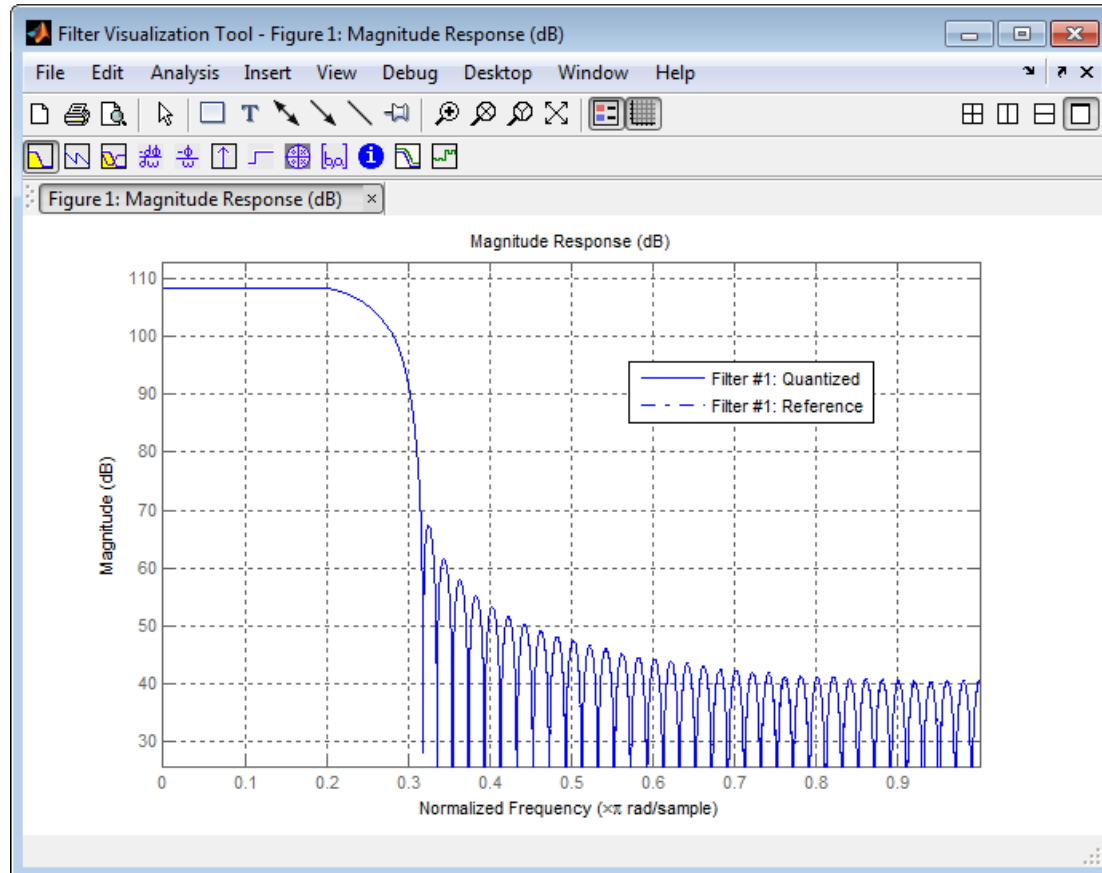 Filter Visualization Tool - Figure 1: Magnitude Response (dB)
File Edit Analysis Insert View Debug Desktop Window Help
T
[b,a] i
Figure 1: Magnitude Response (dB) ×
Magnitude Response (dB)
110
100
90
80
70
60
50
40
30
Magnitude (dB)
Filter #1: Quantized
Filter #1: Reference
0 0.1 0.2 0.3 0.4 0.5 0.6 0.7 0.8 0.9
Normalized Frequency (×π rad/sample)